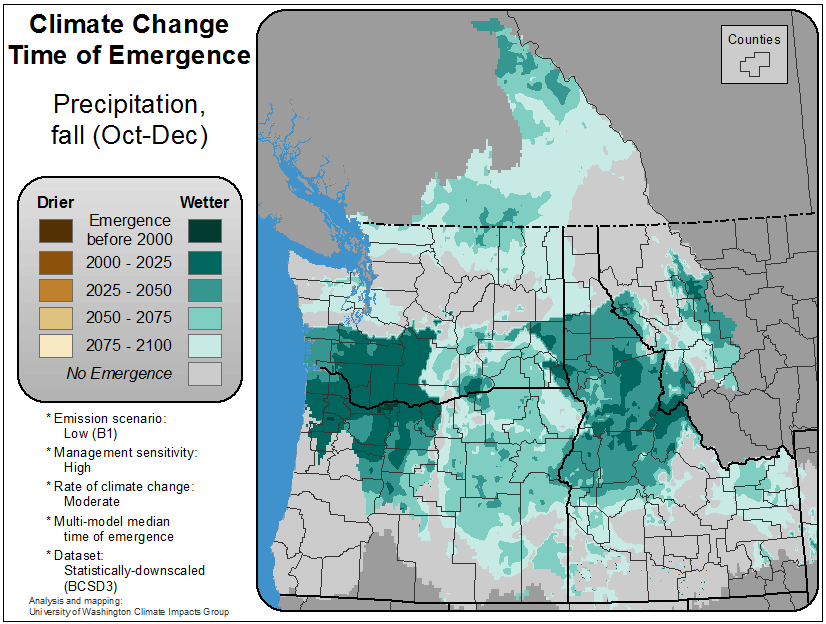 Climate Change
Time of Emergence
Precipitation,
fall (Oct-Dec)
Drier Wetter
Emergence
before 2000
2000 - 2025
2025 - 2050
2050 - 2075
2075 - 2100
No Emergence
* Emission scenario:
Low (B1)
* Management sensitivity:
High
* Rate of climate change:
Moderate
* Multi-model median
time of emergence
* Dataset:
Statistically-downscaled
(BCSD3)
Analysis and mapping:
University of Washington Climate Impacts Group
Counties